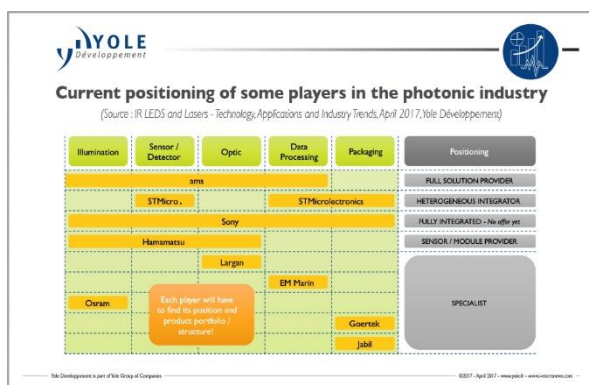 YOLE
Développement
Current positioning of some players in the photonic industry
(Source : IR LEDS and Lasers - Technology, Applications and Industry Trends, April 2017, Yole Développement)
Illumination
Sensor /
Detector
Optic
Data
Processing
Packaging
Positioning
ams
FULL SOLUTION PROVIDER
STMicro.
STMicroelectronics
HETEROGENEOUS INTEGRATOR
Sony
FULLY INTEGRATED - No offer yet
Hamamatsu
SENSOR / MODULE PROVIDER
Largan
EM Marin
Osram
Each player will have
to find its position and
product portfolio /
structure!
SPECIALIST
Goertek
Jabil
Yole Développement is part of Yole Group of Companies
©2017 - April 2017 - www.yole.fr - www.i-micronews.com